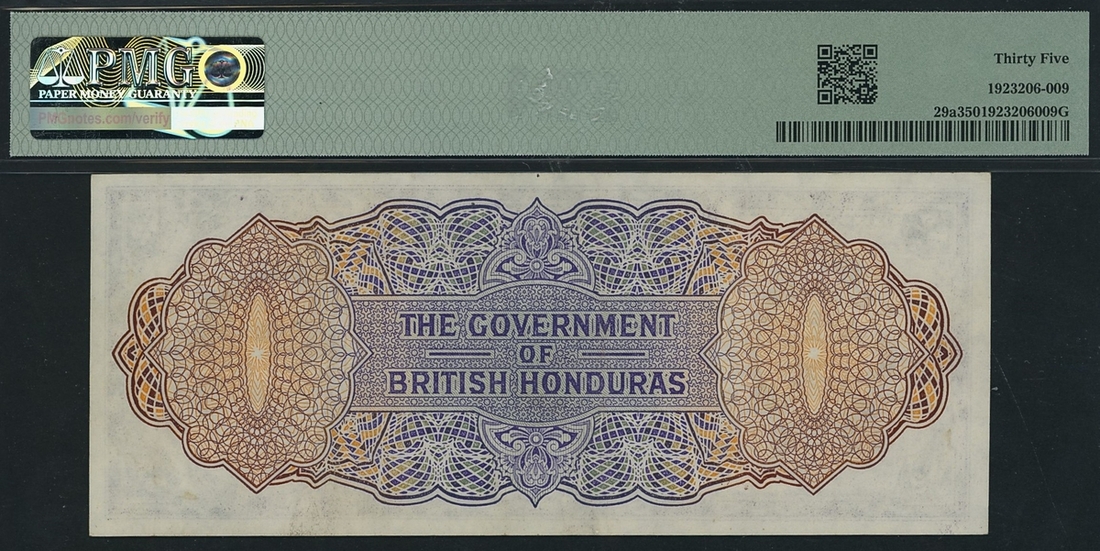 PMG
PAPER MONEY GUARANTY
PMGnotes.com/verify
Thirty Five
1923206-009
29a3501923206009G
THE GOVERNMENT
OF
BRITISH HONDURAS